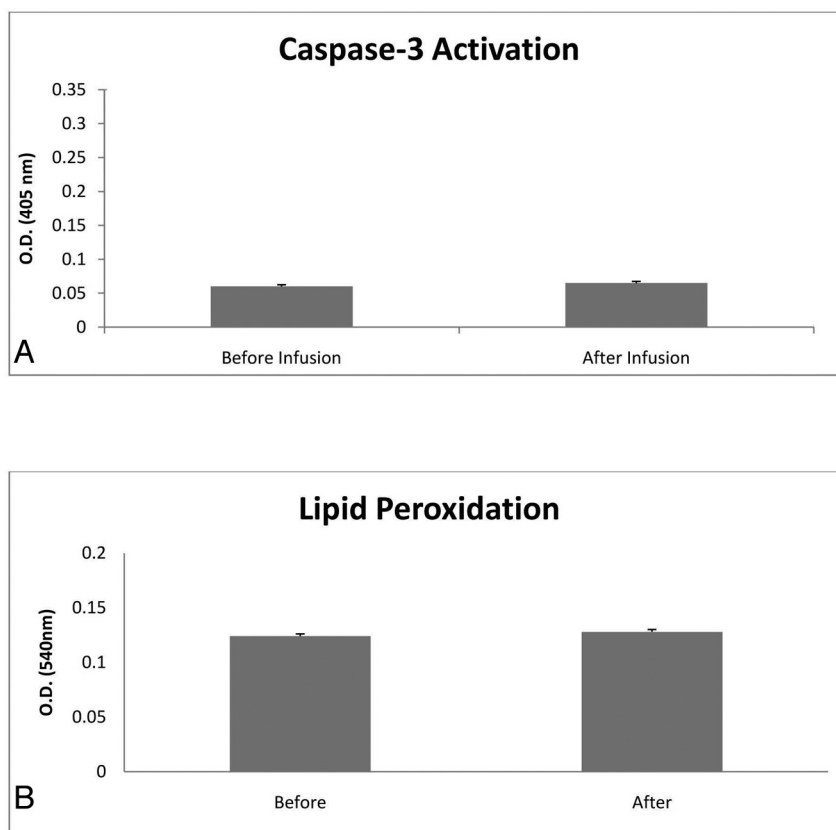 Caspase-3 Activation
0.35
0.3
0.25
0.2
0.15
0.1
0.05
0
O.D. (405 nm)
A
Before Infusion
After Infusion
Lipid Peroxidation
0.2
0.15
0.1
0.05
0
O.D. (540nm)
B
Before
After